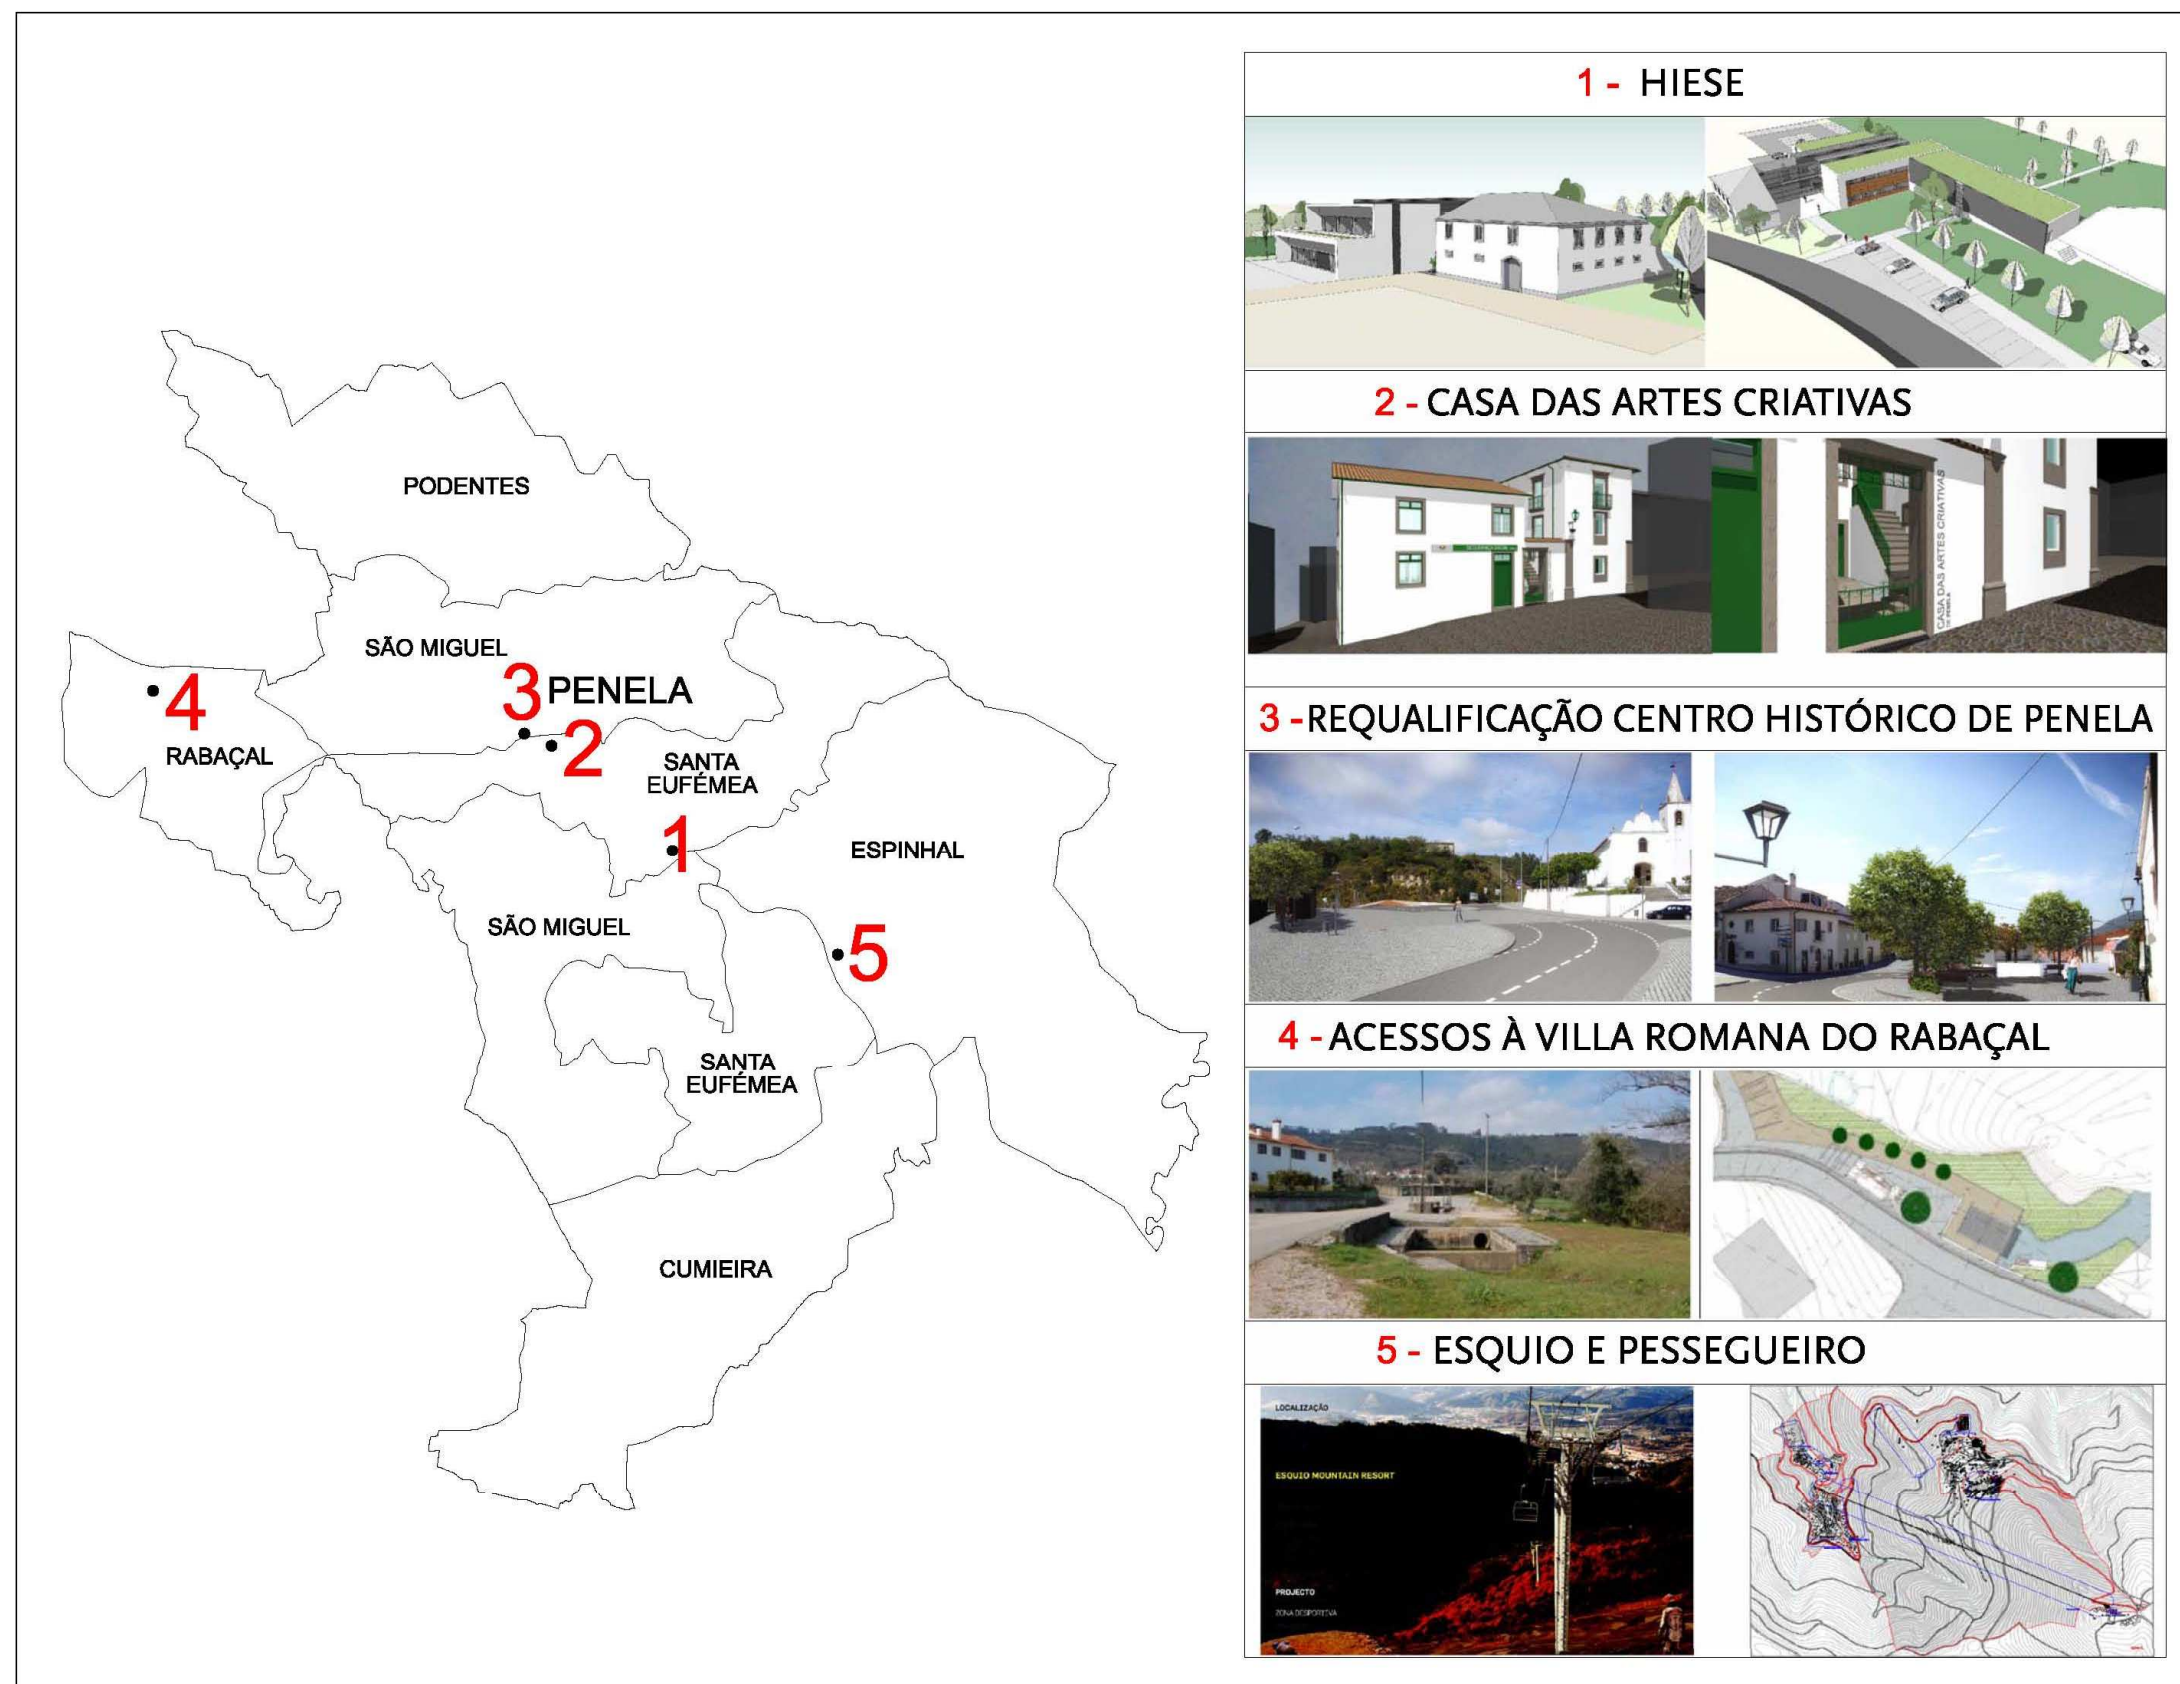 PODENTES
SÃO MIGUEL
3 PENELA
4
2
RABAÇAL
SANTA
EUFÉMEA
1
ESPINHAL
SÃO MIGUEL
5
SANTA
EUFÉMEA
CUMIEIRA
1 - HIESE
2 - CASA DAS ARTES CRIATIVAS
CASA DAS ARTES CRIATIVAS
DE PENELA
3 - REQUALIFICAÇÃO CENTRO HISTÓRICO DE PENELA
4 - ACESSOS À VILLA ROMANA DO RABAÇAL
5 - ESQUIO E PESSEGUEIRO
LOCALIZAÇÃO
ESQUIO MOUNTAIN RESORT
PROJECTO
ZONA DESPORTIVA